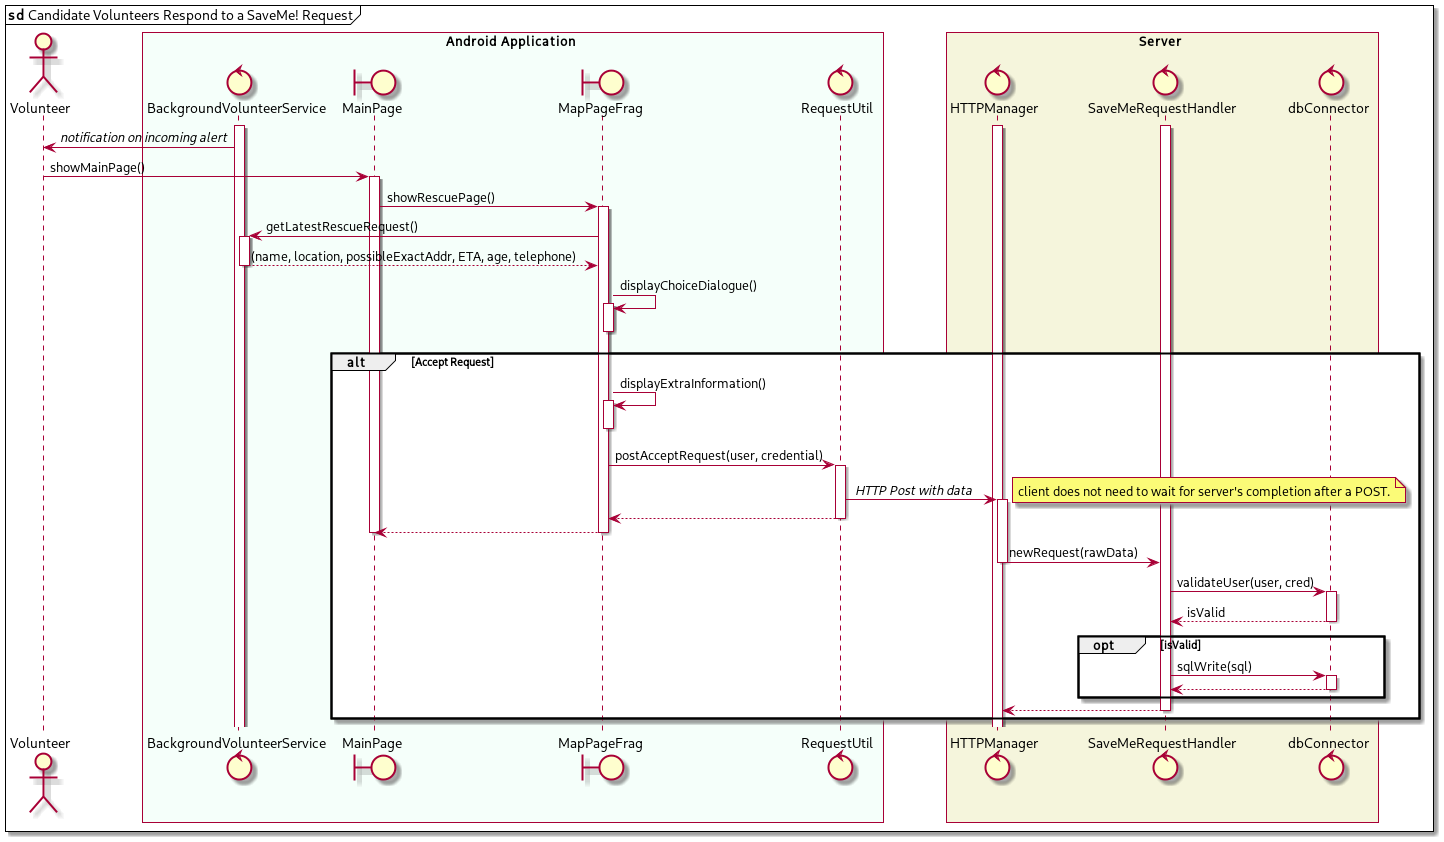 sd Candidate Volunteers Respond to a SaveMe! Request
Android Application
Server
Volunteer
BackgroundVolunteerService
MainPage
MapPageFrag
RequestUtil
HTTPManager
SaveMeRequestHandler
dbConnector
notification on incoming alert
showMainPage()
showRescuePage()
getLatestRescueRequest()
(name, location, possibleExactAddr, ETA, age, telephone)
displayChoiceDialogue()
alt
[Accept Request]
displayExtraInformation()
postAcceptRequest(user, credential)
HTTP Post with data
client does not need to wait for server's completion after a POST.
newRequest(rawData)
validateUser(user, cred)
isValid
opt
[isValid]
sqlWrite(sql)
Volunteer
BackgroundVolunteerService
MainPage
MapPageFrag
RequestUtil
HTTPManager
SaveMeRequestHandler
dbConnector